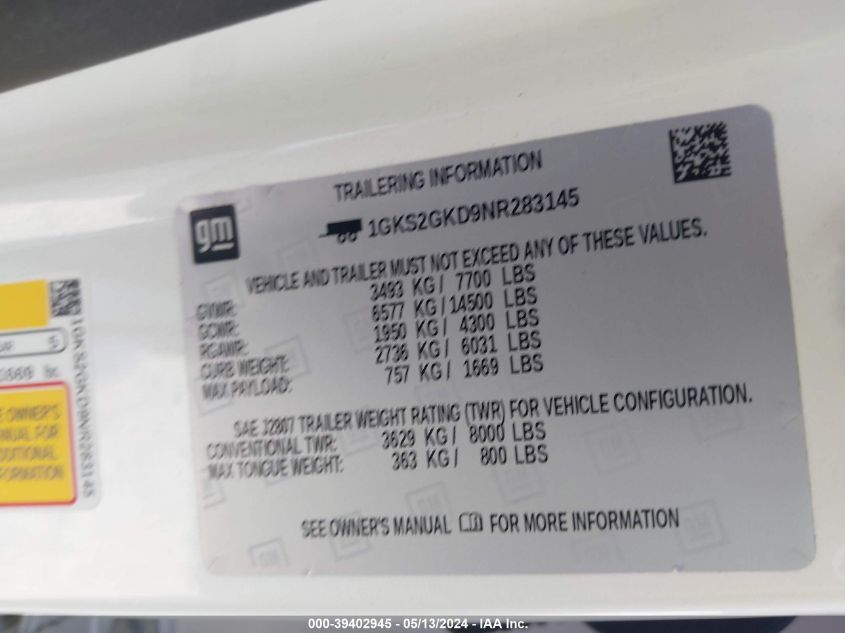 gm
TRAILERING INFORMATION
1GKS2GKD9NR283145
VEHICLE AND TRAILER MUST NOT EXCEED ANY OF THESE VALUES.
GVWR: 3493 KG / 7700 LBS
GCWR: 6577 KG / 14500 LBS
RGAWR: 1950 KG / 4300 LBS
CURB WEIGHT: 2736 KG / 6031 LBS
MAX PAYLOAD: 757 KG / 1669 LBS
SAE J2807 TRAILER WEIGHT RATING (TWR) FOR VEHICLE CONFIGURATION.
CONVENTIONAL TWR: 3629 KG / 8000 LBS
MAX TONGUE WEIGHT: 363 KG / 800 LBS
SEE OWNER'S MANUAL FOR MORE INFORMATION
5
1GKS2GKD9NR283145
OWNER'S
FOR
000-39402945 - 05/13/2024 - IAA Inc.